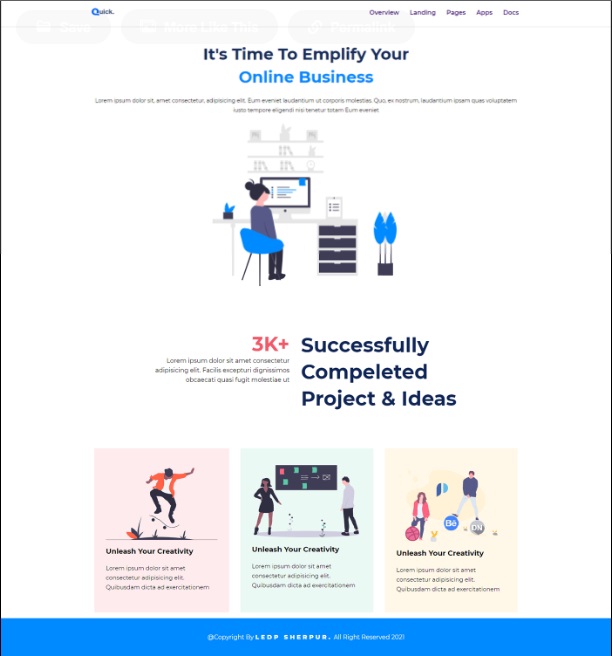 Quick.
Overview Landing Pages Apps Docs
Save More Like This Permalink
It's Time To Emplify Your
Online Business
Lorem ipsum dolor sit, amet consectetur, adipisicing elit. Eum eveniet laudantium ut corporis molestias. Quo, ex nostrum, laudantium ipsam quas voluptatem
iusto tempore eligendi nisi tenetur totam Eum eveniet
3K+
Lorem ipsum dolor sit amet consectetur
adipisicing elit. Facilis excepturi dignissimos
obcaecati quasi fugit molestiae ut
Successfully
Compeleted
Project & Ideas
Bē
Unleash Your Creativity
Lorem ipsum dolor sit amet
consectetur adipisicing elit.
Quibusdam dicta ad exercitationem
Unleash Your Creativity
Lorem ipsum dolor sit amet
consectetur adipisicing elit.
Quibusdam dicta ad exercitationem
Unleash Your Creativity
Lorem ipsum dolor sit amet
consectetur adipisicing elit.
Quibusdam dicta ad exercitationem
@Copyright By LEDP SHERPUR. All Right Reserved 2021